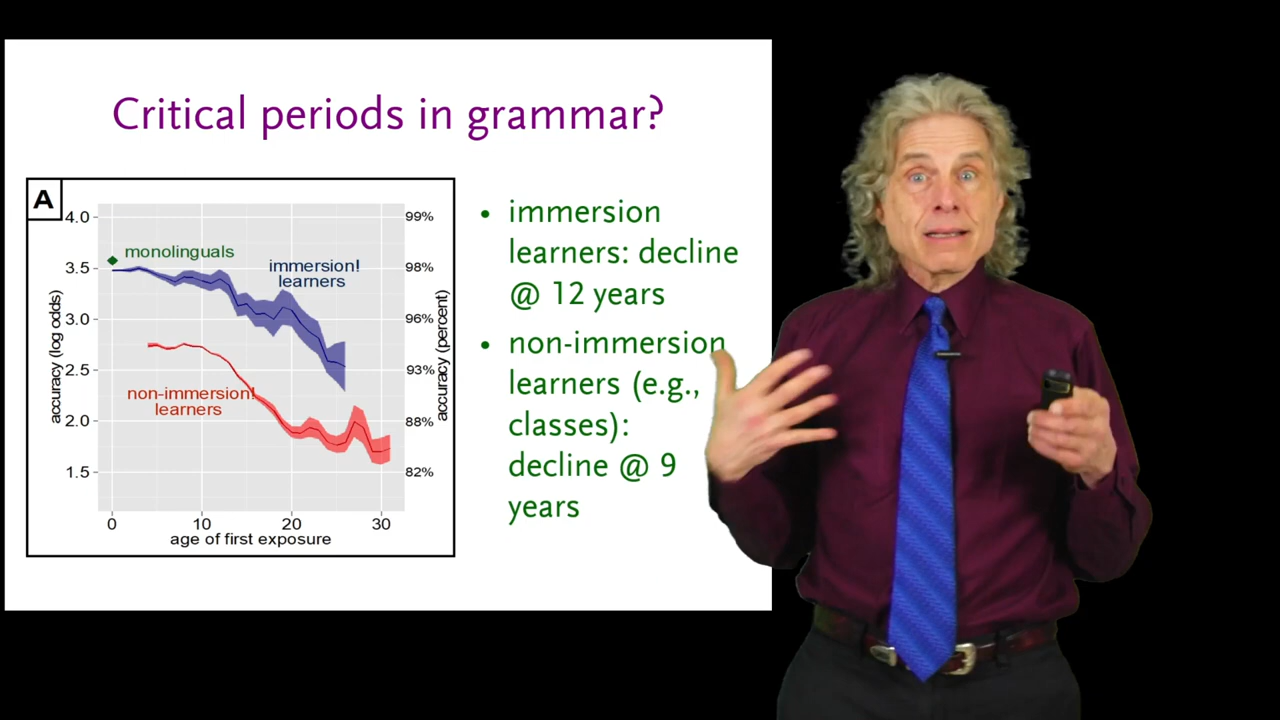 Critical periods in grammar?
A
4.0
3.5
3.0
2.5
2.0
1.5
accuracy (log odds)
99%
98%
96%
93%
88%
82%
accuracy (percent)
monolinguals
immersion!
learners
non-immersion!
learners
0 10 20 30
age of first exposure
• immersion
learners: decline
@ 12 years
• non-immersion
learners (e.g.,
classes):
decline @ 9
years